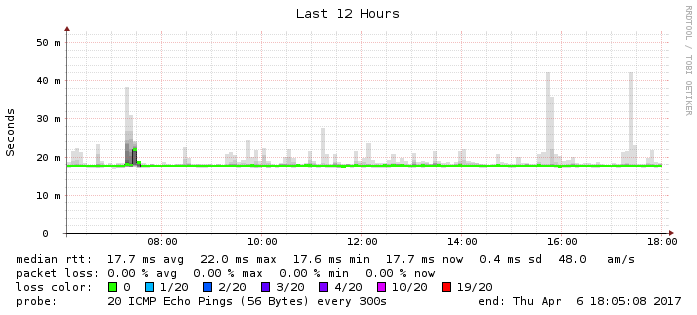 Last 12 Hours
RRDTOOL / TOBI OETIKER
Seconds
50 m
40 m
30 m
20 m
10 m
0
08:00 10:00 12:00 14:00 16:00 18:00
median rtt: 17.7 ms avg 22.0 ms max 17.6 ms min 17.7 ms now 0.4 ms sd 48.0 am/s
packet loss: 0.00 % avg 0.00 % max 0.00 % min 0.00 % now
loss color: 0 1/20 2/20 3/20 4/20 10/20 19/20
probe: 20 ICMP Echo Pings (56 Bytes) every 300s end: Thu Apr 6 18:05:08 2017